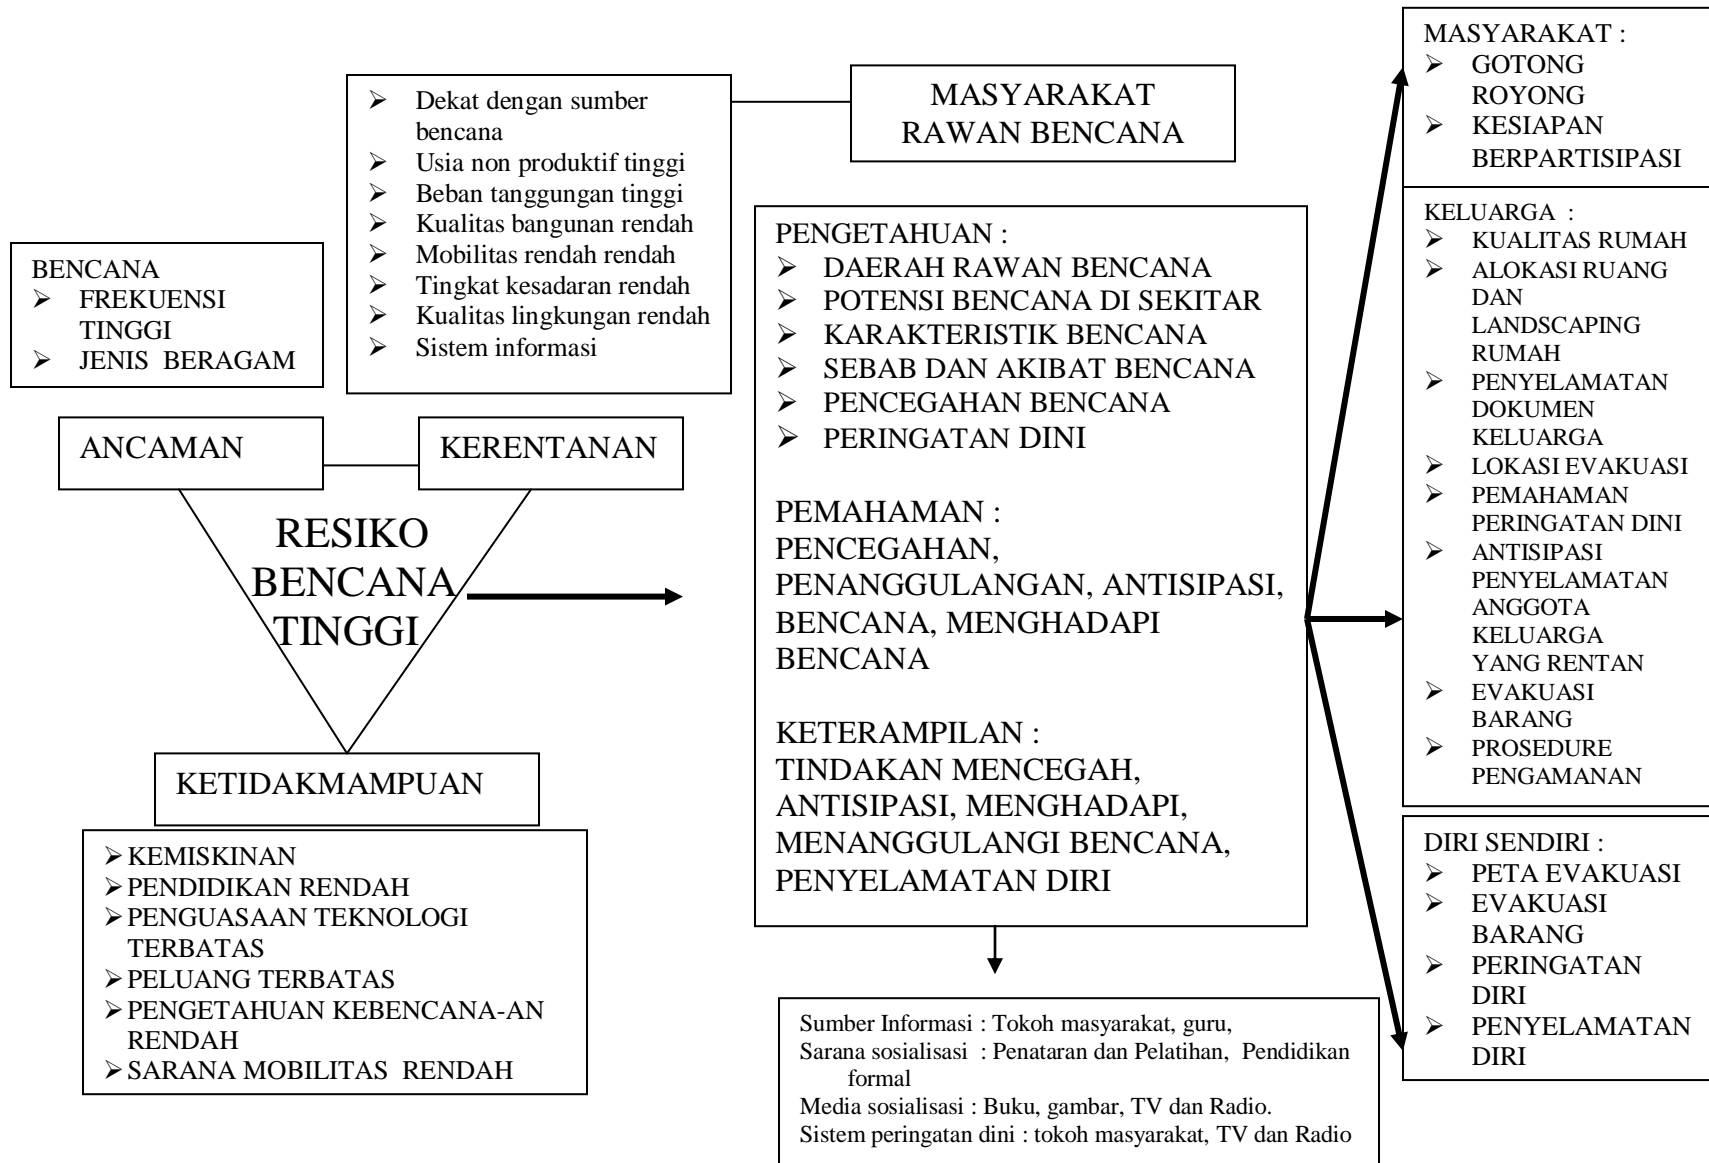 MASYARAKAT :
➢ GOTONG
ROYONG
➢ KESIAPAN
BERPARTISIPASI
MASYARAKAT
RAWAN BENCANA
➢ Dekat dengan sumber
bencana
➢ Usia non produktif tinggi
➢ Beban tanggungan tinggi
➢ Kualitas bangunan rendah
➢ Mobilitas rendah rendah
➢ Tingkat kesadaran rendah
➢ Kualitas lingkungan rendah
➢ Sistem informasi
BENCANA
➢ FREKUENSI
TINGGI
➢ JENIS BERAGAM
ANCAMAN
KERENTANAN
RESIKO
BENCANA
TINGGI
KETIDAKMAMPUAN
➢ KEMISKINAN
➢ PENDIDIKAN RENDAH
➢ PENGUASAAN TEKNOLOGI
TERBATAS
➢ PELUANG TERBATAS
➢ PENGETAHUAN KEBENCANA-AN
RENDAH
➢ SARANA MOBILITAS RENDAH
PENGETAHUAN :
➢ DAERAH RAWAN BENCANA
➢ POTENSI BENCANA DI SEKITAR
➢ KARAKTERISTIK BENCANA
➢ SEBAB DAN AKIBAT BENCANA
➢ PENCEGAHAN BENCANA
➢ PERINGATAN DINI
PEMAHAMAN :
PENCEGAHAN,
PENANGGULANGAN, ANTISIPASI,
BENCANA, MENGHADAPI
BENCANA
KETERAMPILAN :
TINDAKAN MENCEGAH,
ANTISIPASI, MENGHADAPI,
MENANGGULANGI BENCANA,
PENYELAMATAN DIRI
Sumber Informasi : Tokoh masyarakat, guru,
Sarana sosialisasi : Penataran dan Pelatihan, Pendidikan
formal
Media sosialisasi : Buku, gambar, TV dan Radio.
Sistem peringatan dini : tokoh masyarakat, TV dan Radio
KELUARGA :
➢ KUALITAS RUMAH
➢ ALOKASI RUANG
DAN
LANDSCAPING
RUMAH
➢ PENYELAMATAN
DOKUMEN
KELUARGA
➢ LOKASI EVAKUASI
➢ PEMAHAMAN
PERINGATAN DINI
➢ ANTISIPASI
PENYELAMATAN
ANGGOTA
KELUARGA
YANG RENTAN
➢ EVAKUASI
BARANG
➢ PROSEDURE
PENGAMANAN
DIRI SENDIRI :
➢ PETA EVAKUASI
➢ EVAKUASI
BARANG
➢ PERINGATAN
DIRI
➢ PENYELAMATAN
DIRI